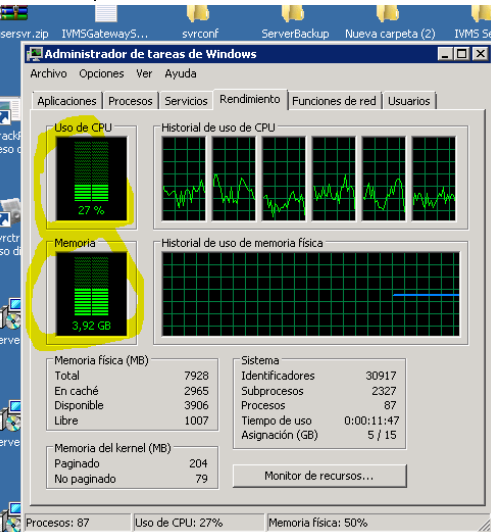 IVMSGatewayS...
svrconf
ServerBackup
Nueva carpeta (2)
Administrador de tareas de Windows
Archivo Opciones Ver Ayuda
Aplicaciones Procesos Servicios Rendimiento Funciones de red Usuarios
Uso de CPU
Historial de uso de CPU
27 %
Memoria
Historial de uso de memoria física
3,92 GB
Memoria física (MB)
Total 7928
En caché 2965
Disponible 3906
Libre 1007
Sistema
Identificadores 30917
Subprocesos 2327
Procesos 87
Tiempo de uso 0:00:11:47
Asignación (GB) 5 / 15
Memoria del kernel (MB)
Paginado 204
No paginado 79
Monitor de recursos...
Procesos: 87 Uso de CPU: 27% Memoria física: 50%